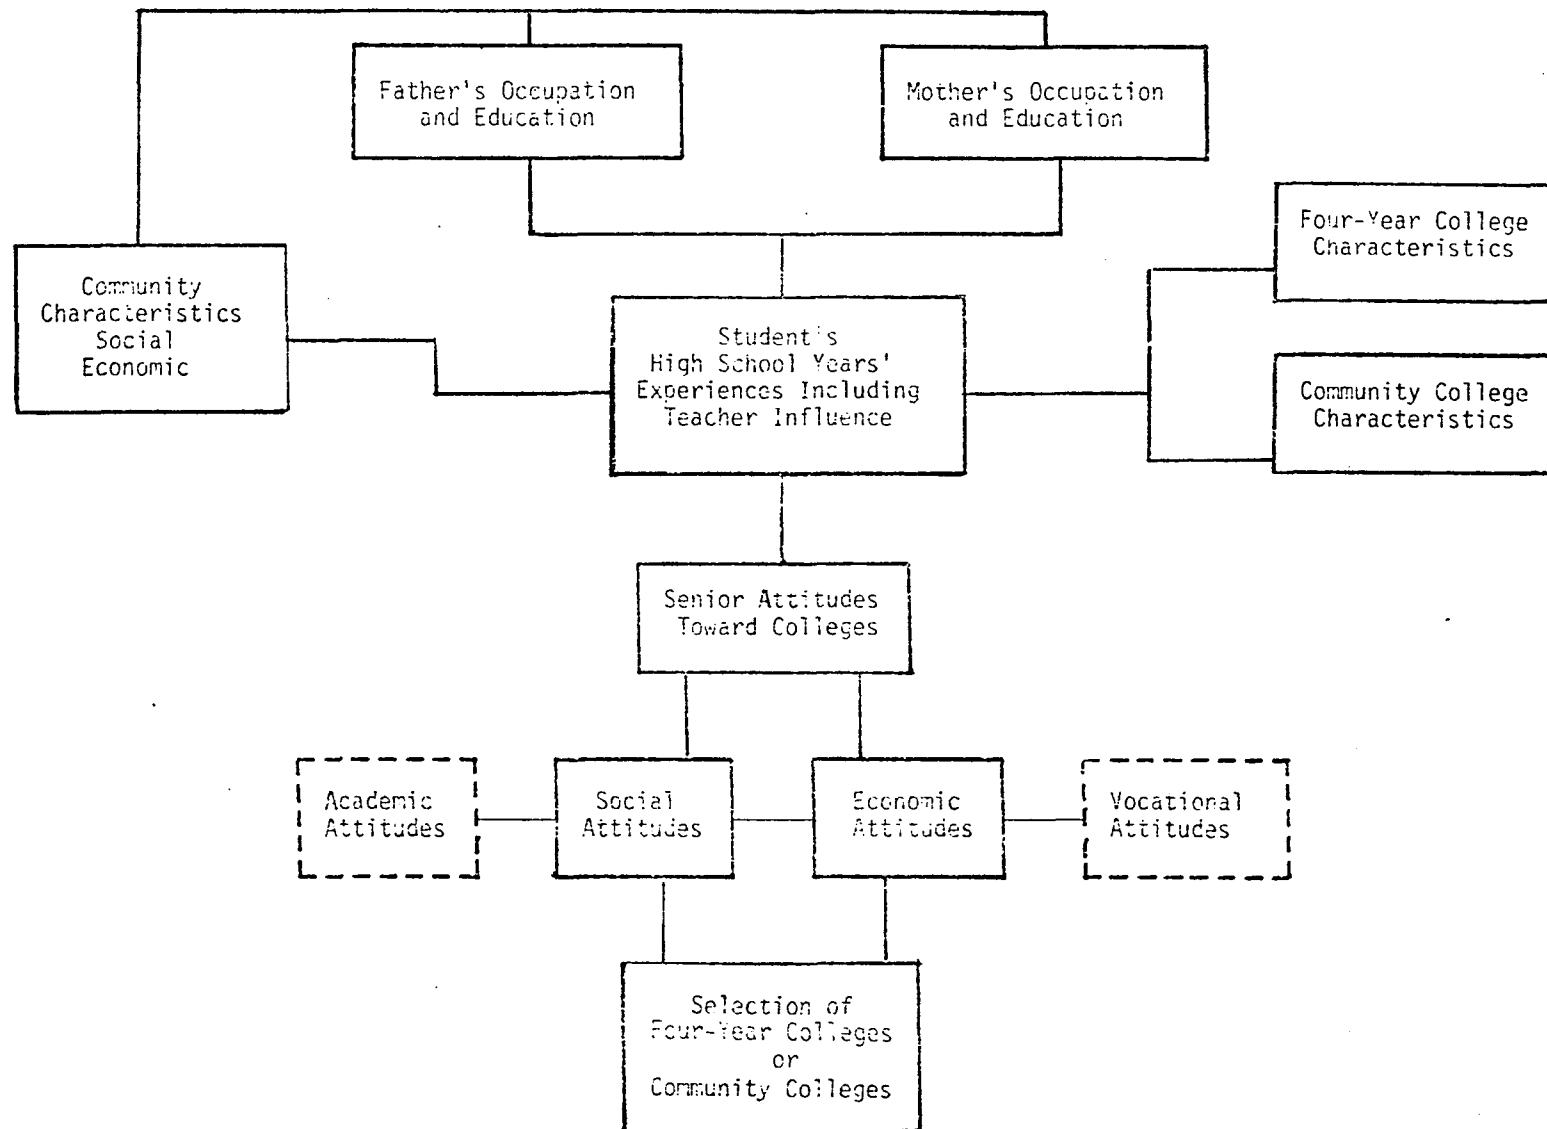 Father's Occupation
and Education
Mother's Occupation
and Education
Four-Year College
Characteristics
Community
Characteristics
Social
Economic
Student's
High School Years'
Experiences Including
Teacher Influence
Community College
Characteristics
Senior Attitudes
Toward Colleges
Academic
Attitudes
Social
Attitudes
Economic
Attitudes
Vocational
Attitudes
Selection of
Four-Year Colleges
or
Community Colleges